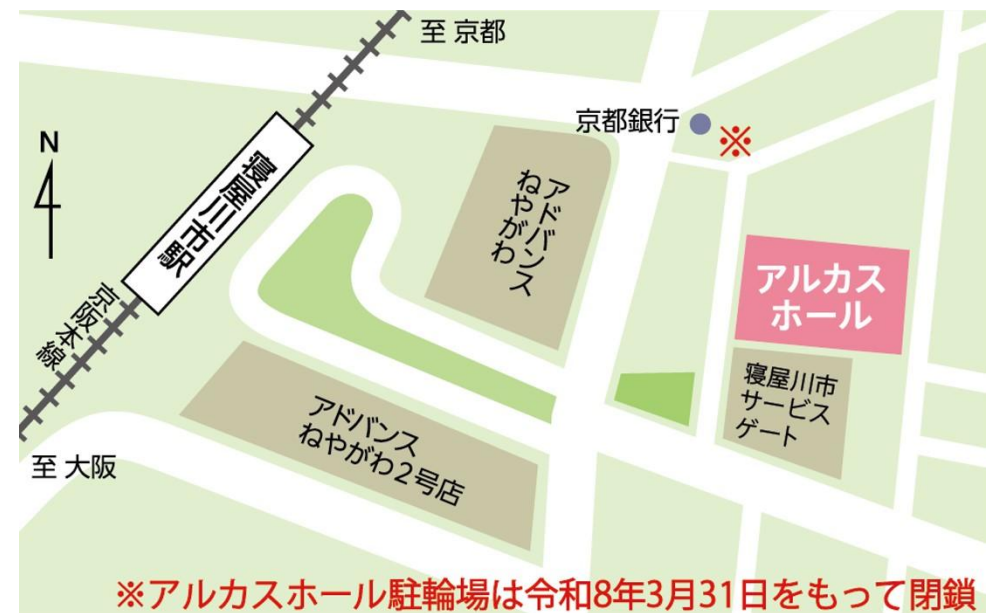 至 京都
京都銀行
※
N
寝屋川市駅
アドバンス
ねやがわ
アルカス
ホール
京阪本線
寝屋川市
サービス
ゲート
アドバンス
ねやがわ2号店
至 大阪
※アルカスホール駐輪場は令和8年3月31日をもって閉鎖